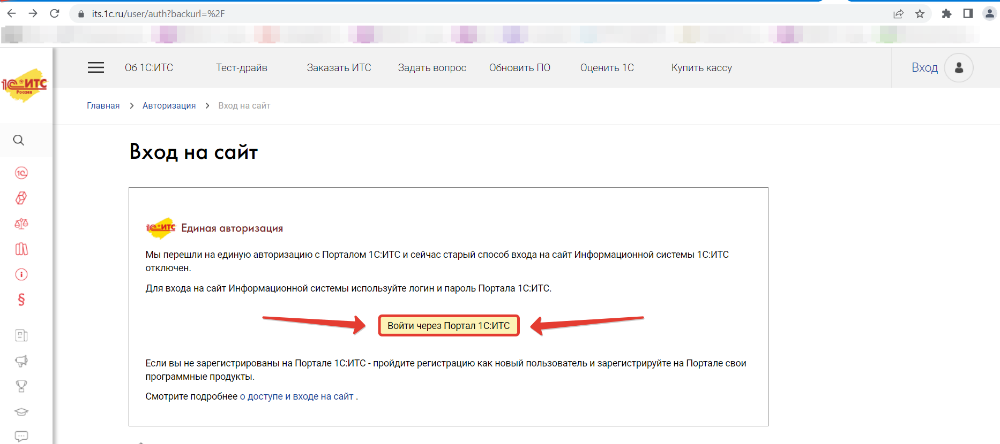 its.1c.ru/user/auth?backurl=%2F
1С:ИТС
Россия
Об 1С:ИТС
Тест-драйв
Заказать ИТС
Задать вопрос
Обновить ПО
Оценить 1С
Купить кассу
Вход
Главная > Авторизация > Вход на сайт
Вход на сайт
1С:ИТС Единая авторизация
Мы перешли на единую авторизацию с Порталом 1С:ИТС и сейчас старый способ входа на сайт Информационной системы 1С:ИТС
отключен.
Для входа на сайт Информационной системы используйте логин и пароль Портала 1С:ИТС.
Войти через Портал 1С:ИТС
Если вы не зарегистрированы на Портале 1С:ИТС - пройдите регистрацию как новый пользователь и зарегистрируйте на Портале свои
программные продукты.
Смотрите подробнее о доступе и входе на сайт .